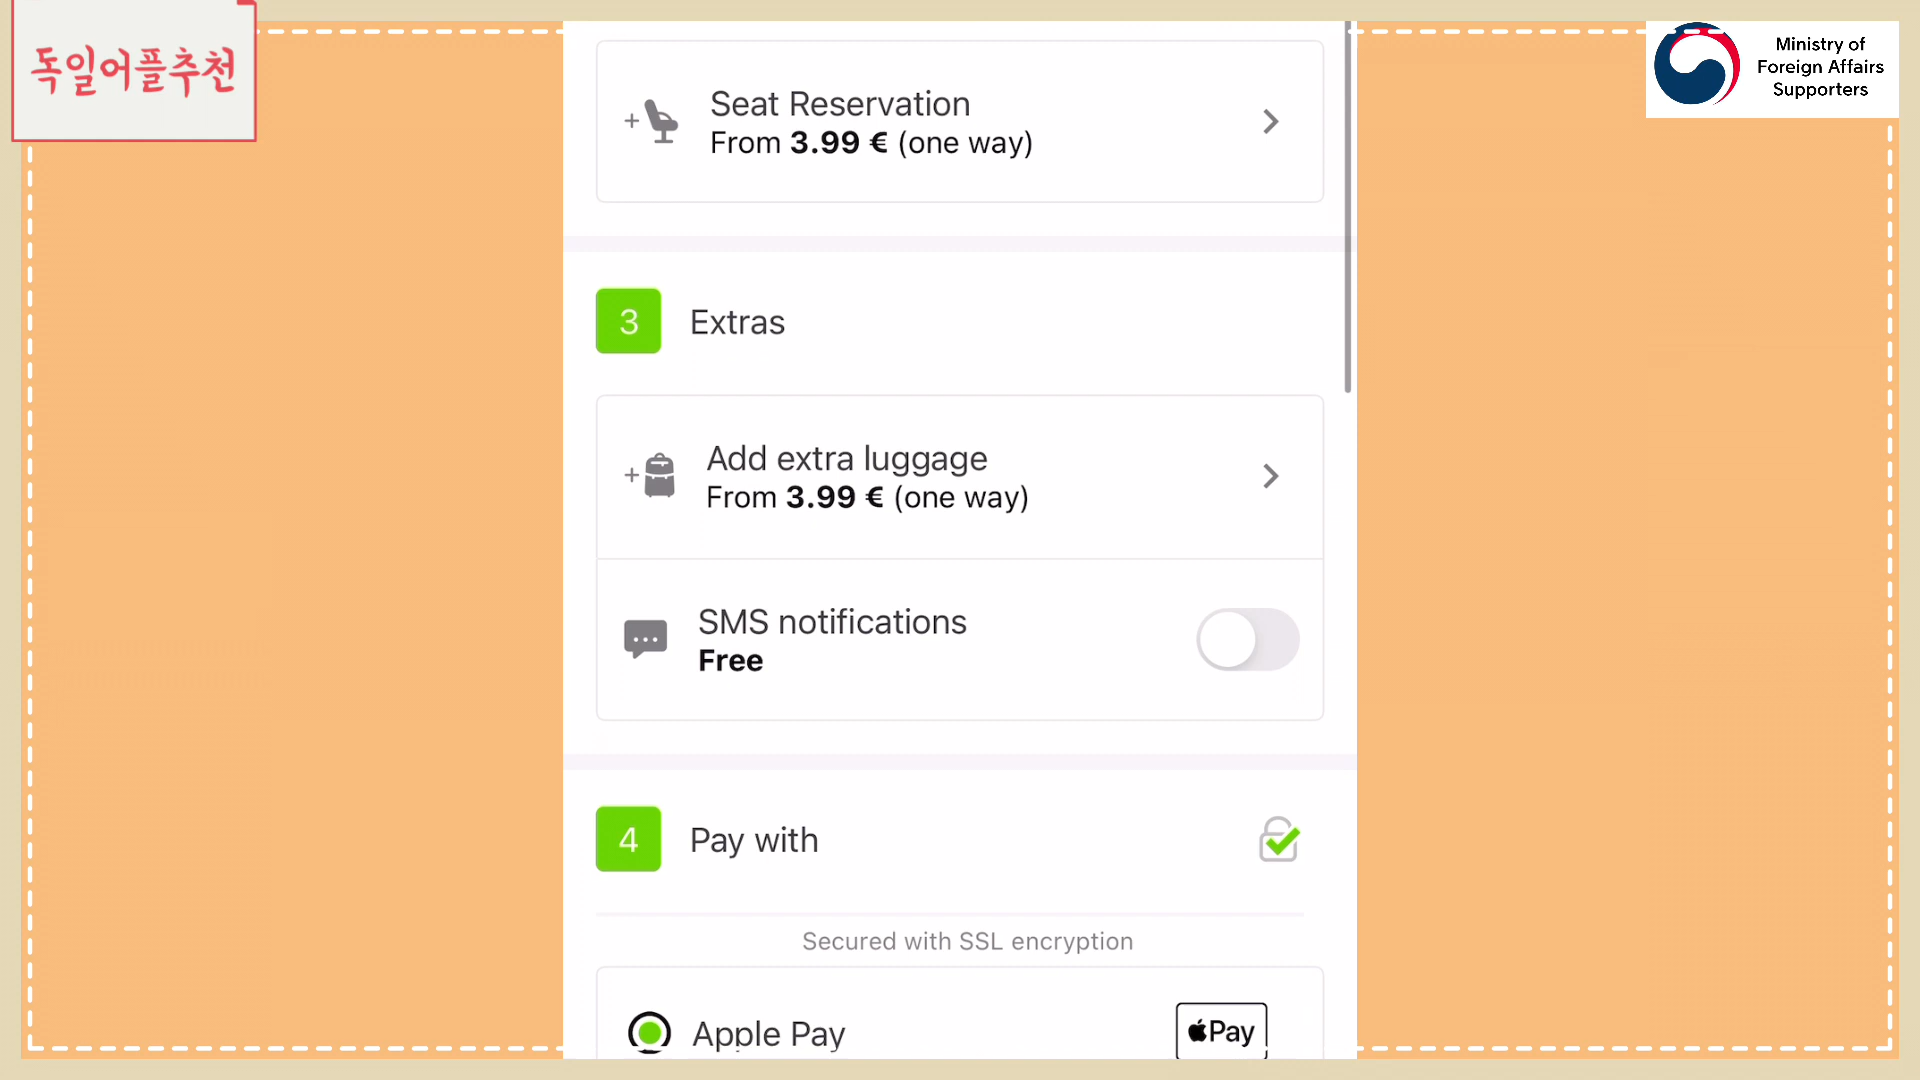 독일어플추천
Ministry of
Foreign Affairs
Supporters
Seat Reservation
From 3.99 € (one way)
3 Extras
Add extra luggage
From 3.99 € (one way)
SMS notifications
Free
4 Pay with
Secured with SSL encryption
Apple Pay
Pay